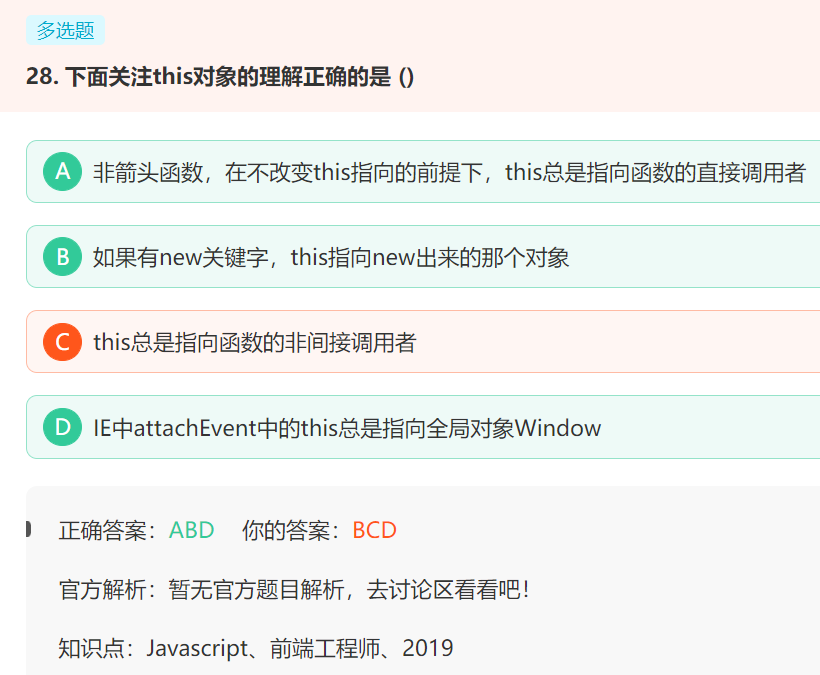 多选题
28. 下面关注this对象的理解正确的是 ()
A 非箭头函数，在不改变this指向的前提下，this总是指向函数的直接调用者
B 如果有new关键字，this指向new出来的那个对象
C this总是指向函数的非间接调用者
D IE中attachEvent中的this总是指向全局对象Window
正确答案：ABD 你的答案：BCD
官方解析：暂无官方题目解析，去讨论区看看吧！
知识点：Javascript、前端工程师、2019